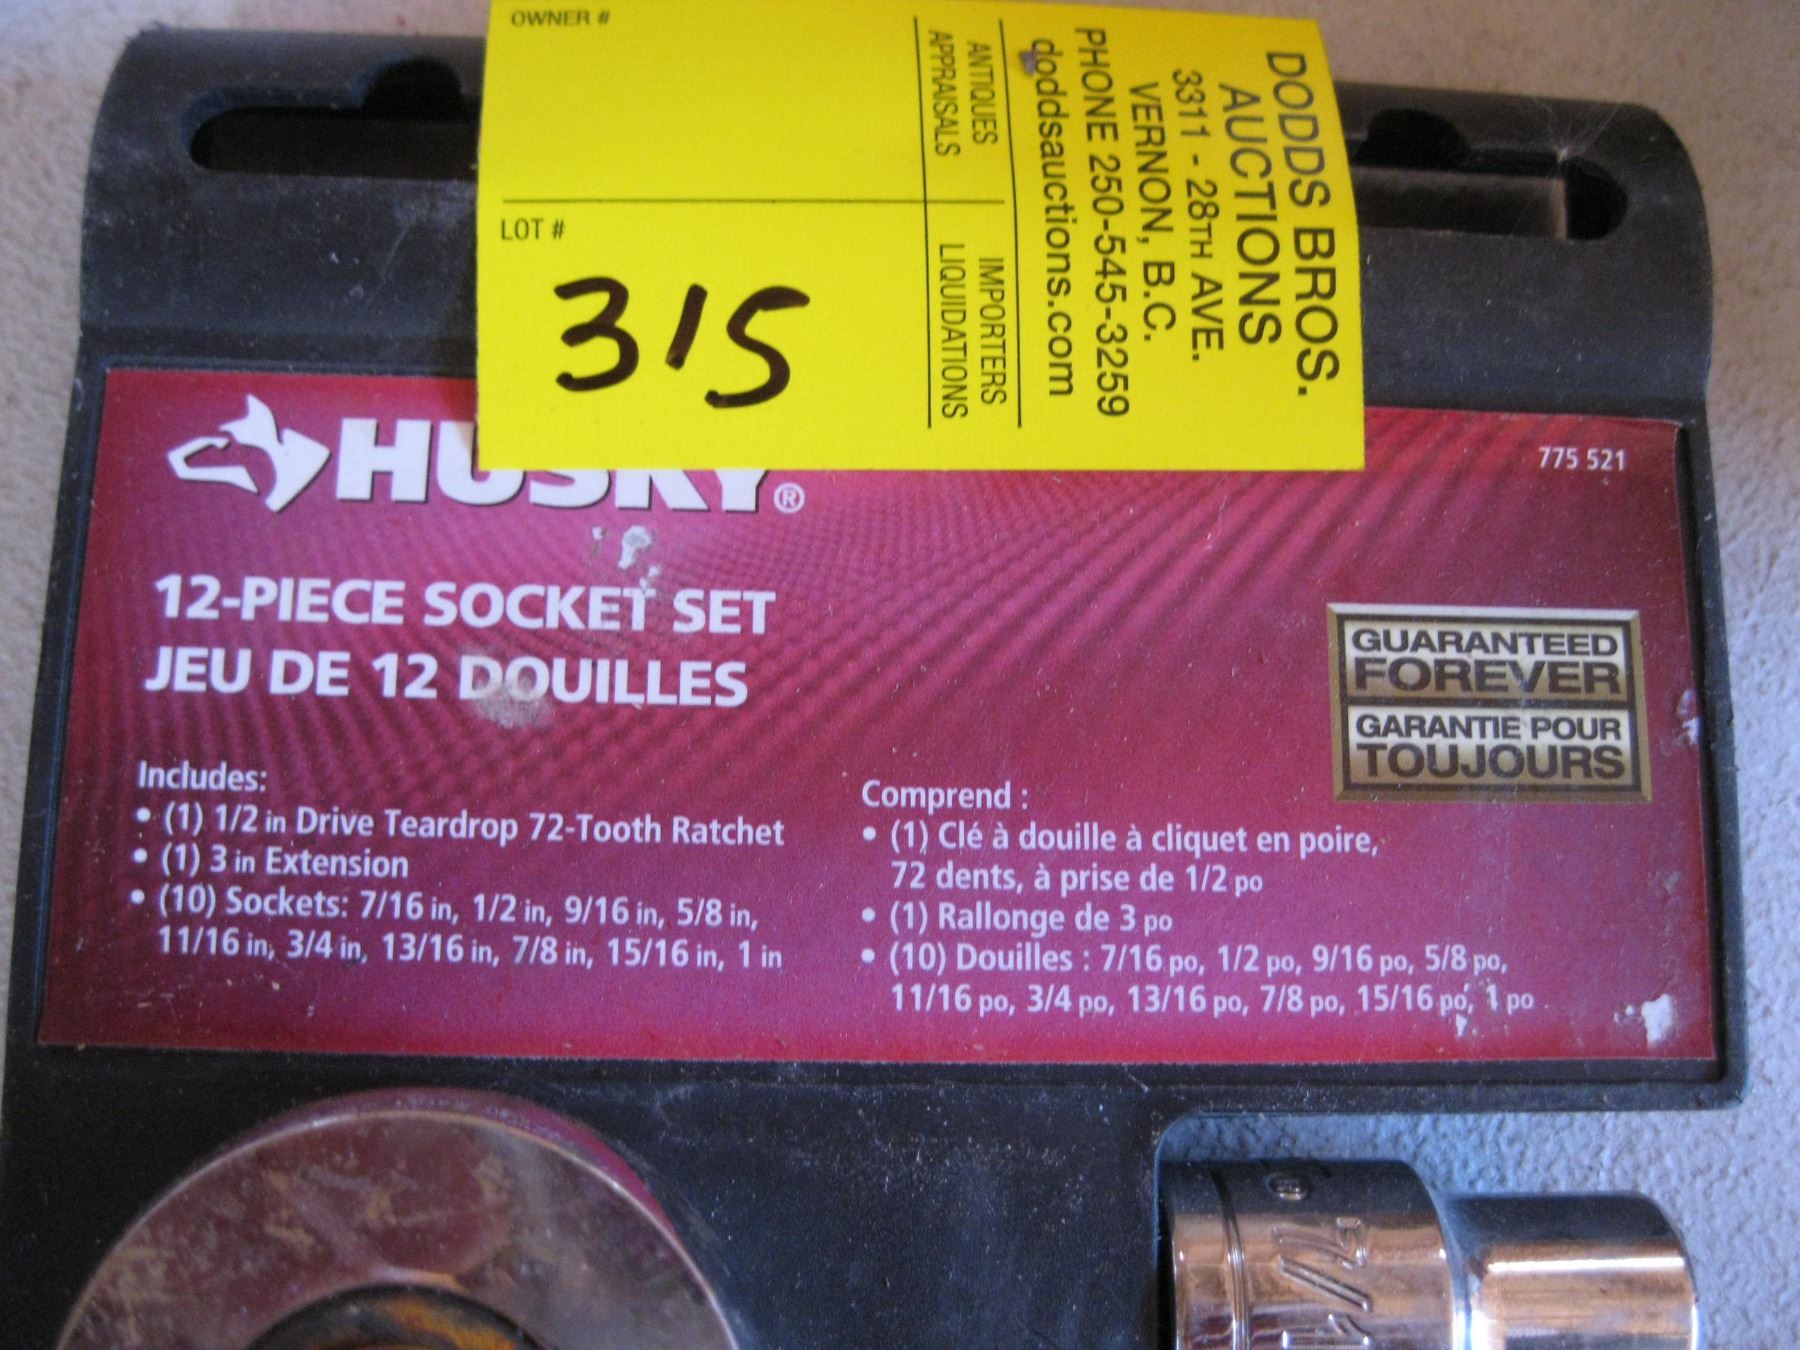 OWNER #
LOT #
315
ANTIQUES
APPRAISALS
IMPORTERS
LIQUIDATIONS
DODDS BROS.
AUCTIONS
3311 - 28TH AVE.
VERNON, B.C.
PHONE 250-545-3259
doddsauctions.com
HUSKY®
775 521
12-PIECE SOCKET SET
JEU DE 12 DOUILLES
GUARANTEED
FOREVER
GARANTIE POUR
TOUJOURS
Includes:
• (1) 1/2 in Drive Teardrop 72-Tooth Ratchet
• (1) 3 in Extension
• (10) Sockets: 7/16 in, 1/2 in, 9/16 in, 5/8 in,
11/16 in, 3/4 in, 13/16 in, 7/8 in, 15/16 in, 1 in
Comprend :
• (1) Clé à douille à cliquet en poire,
72 dents, à prise de 1/2 po
• (1) Rallonge de 3 po
• (10) Douilles : 7/16 po, 1/2 po, 9/16 po, 5/8 po,
11/16 po, 3/4 po, 13/16 po, 7/8 po, 15/16 po, 1 po